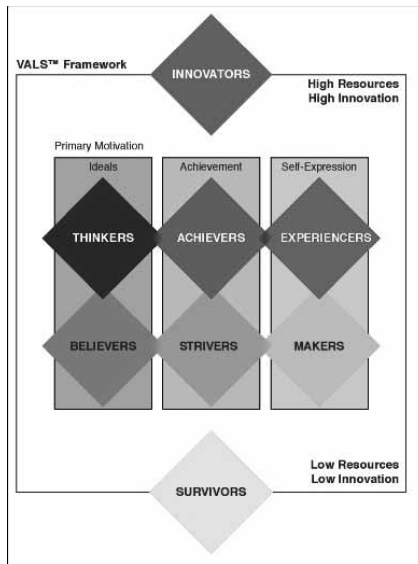 VALS™ Framework
INNOVATORS
High Resources
High Innovation
Primary Motivation
Ideals
Achievement
Self-Expression
THINKERS
ACHIEVERS
EXPERIENCERS
BELIEVERS
STRIVERS
MAKERS
Low Resources
Low Innovation
SURVIVORS